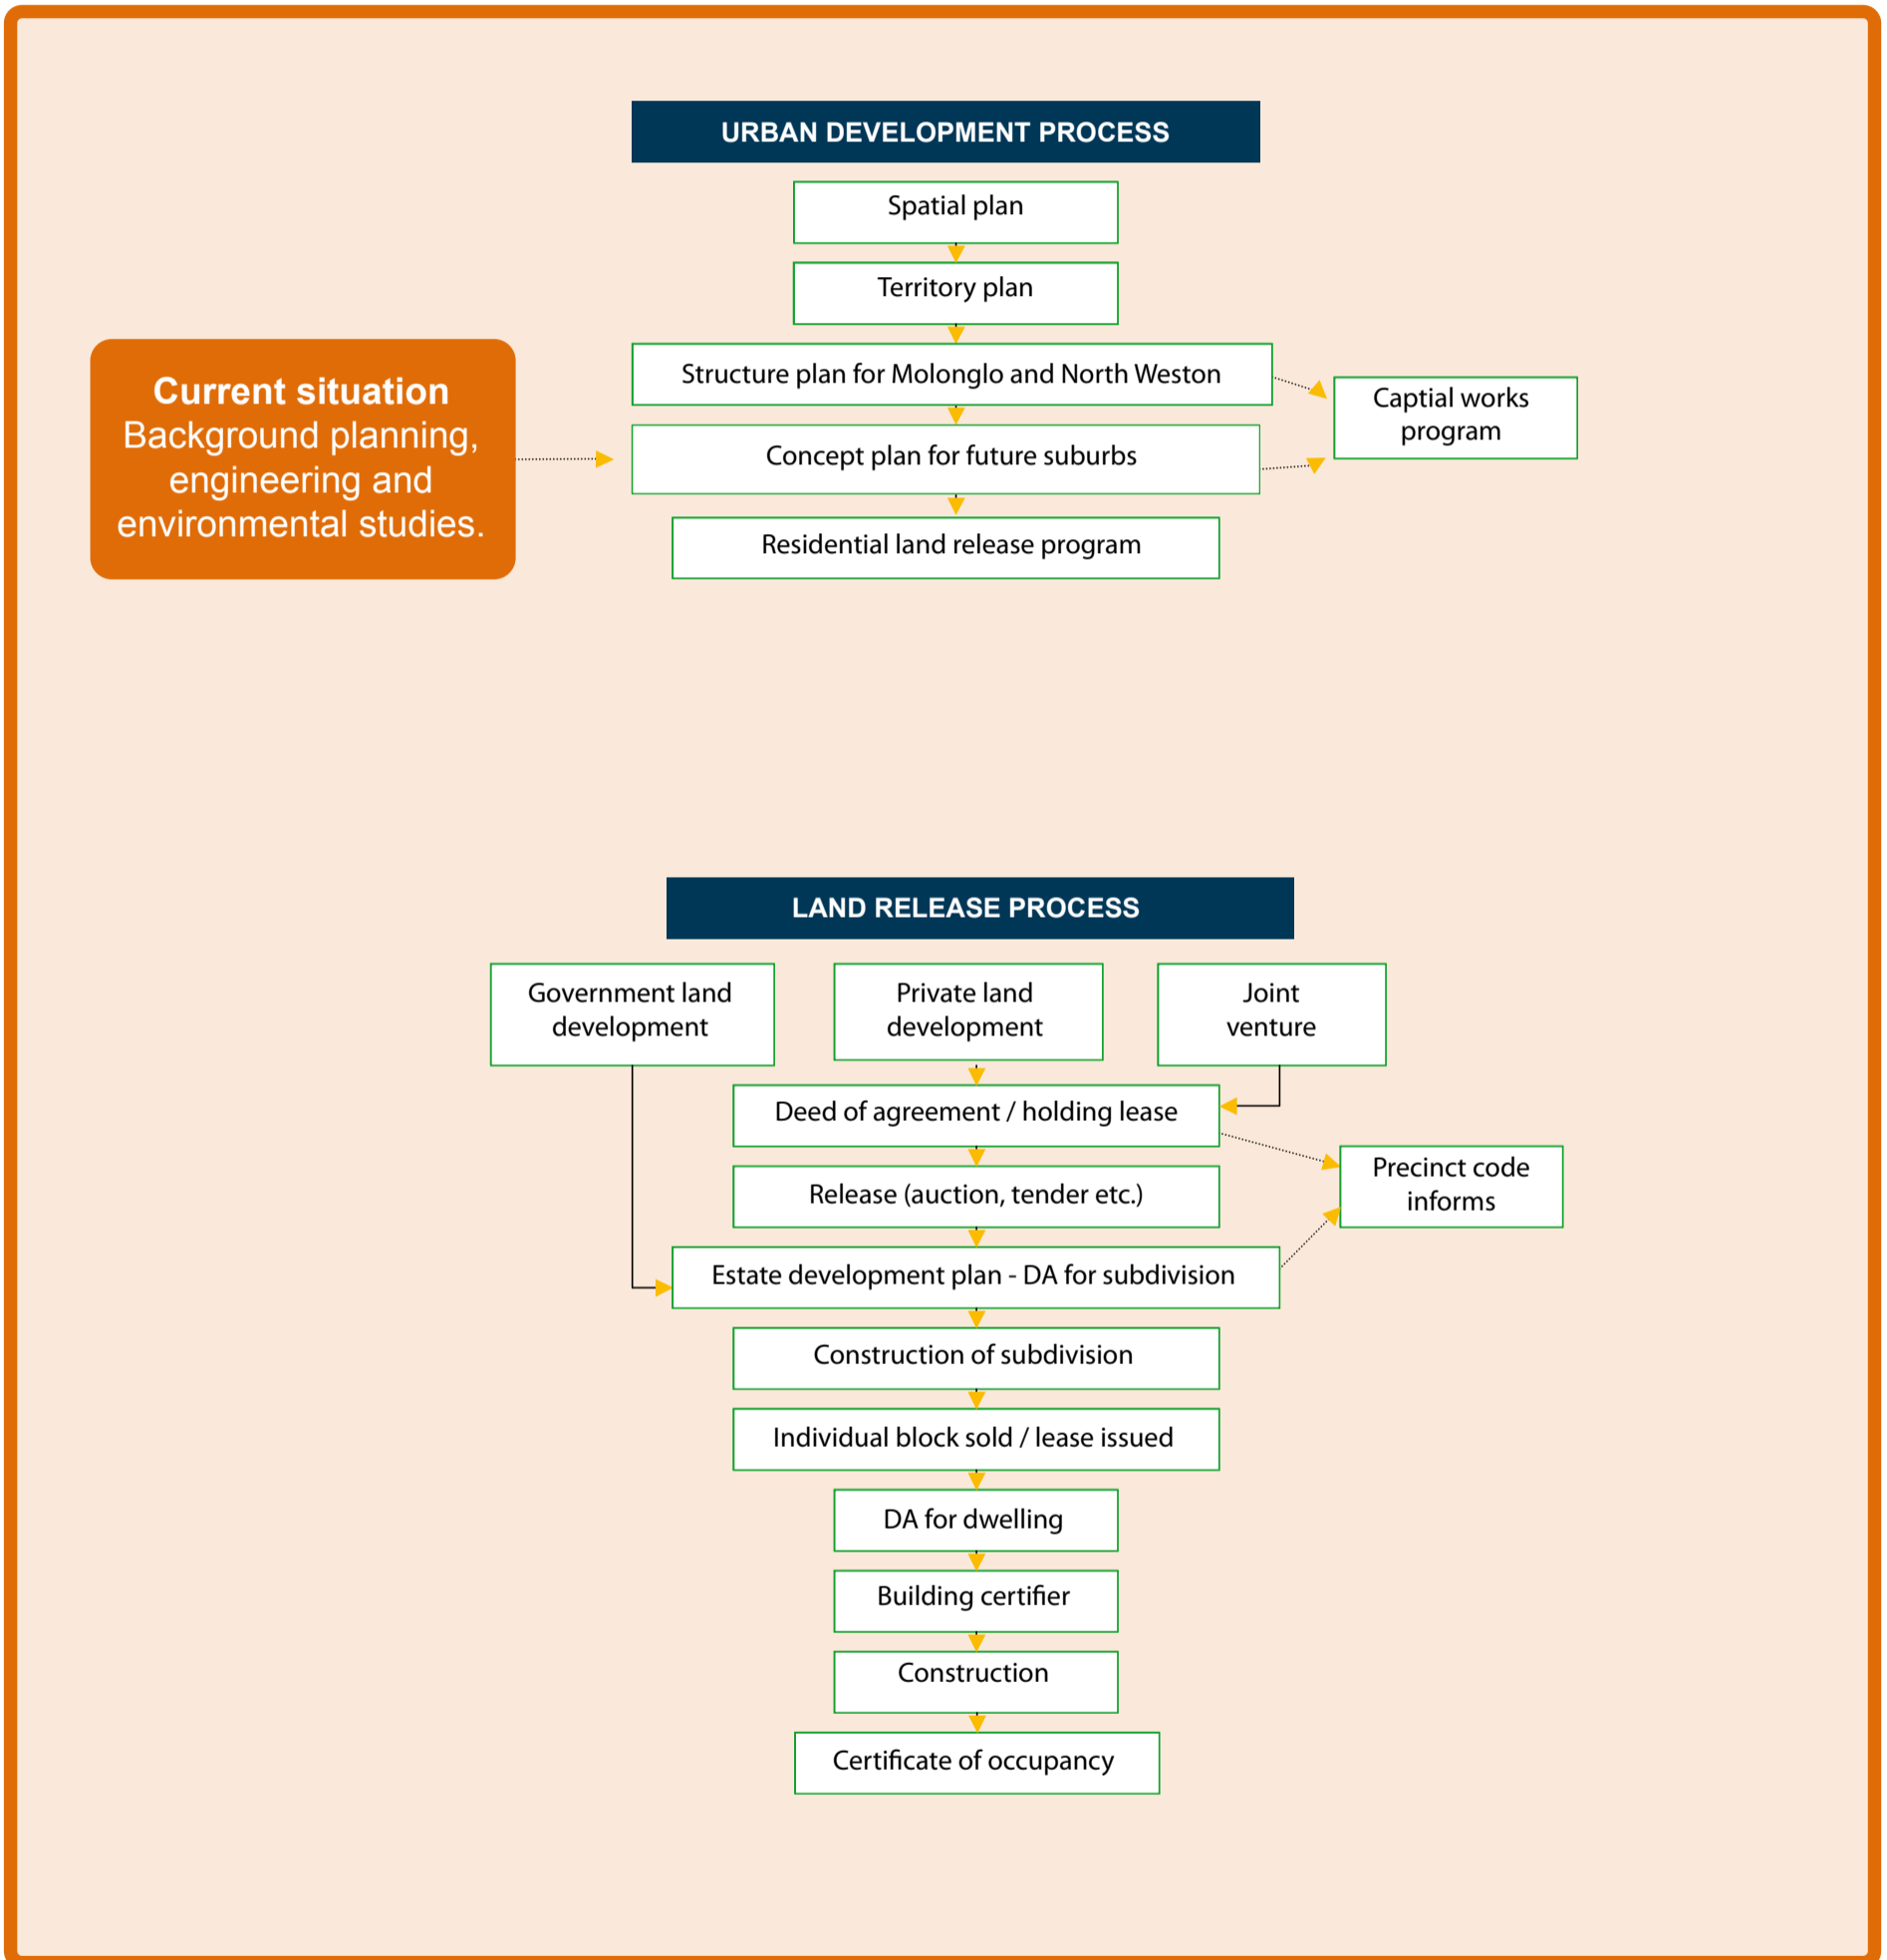 URBAN DEVELOPMENT PROCESS
Spatial plan
Territory plan
Structure plan for Molonglo and North Weston
Captial works
program
Current situation
Background planning,
engineering and
environmental studies.
Concept plan for future suburbs
Residential land release program
LAND RELEASE PROCESS
Government land
development
Private land
development
Joint
venture
Deed of agreement / holding lease
Precinct code
informs
Release (auction, tender etc.)
Estate development plan - DA for subdivision
Construction of subdivision
Individual block sold / lease issued
DA for dwelling
Building certifier
Construction
Certificate of occupancy